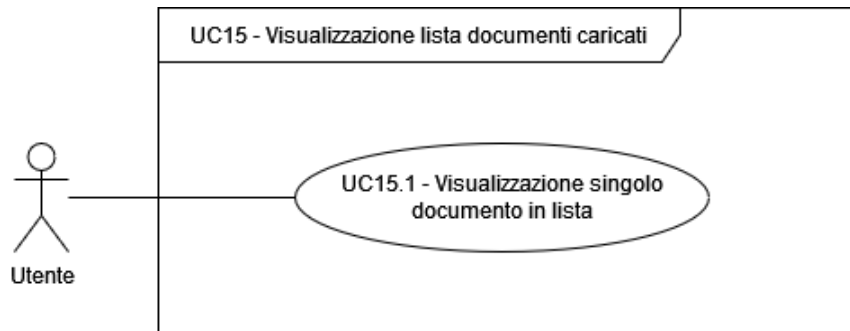 UC15 - Visualizzazione lista documenti caricati
UC15.1 - Visualizzazione singolo
documento in lista
Utente